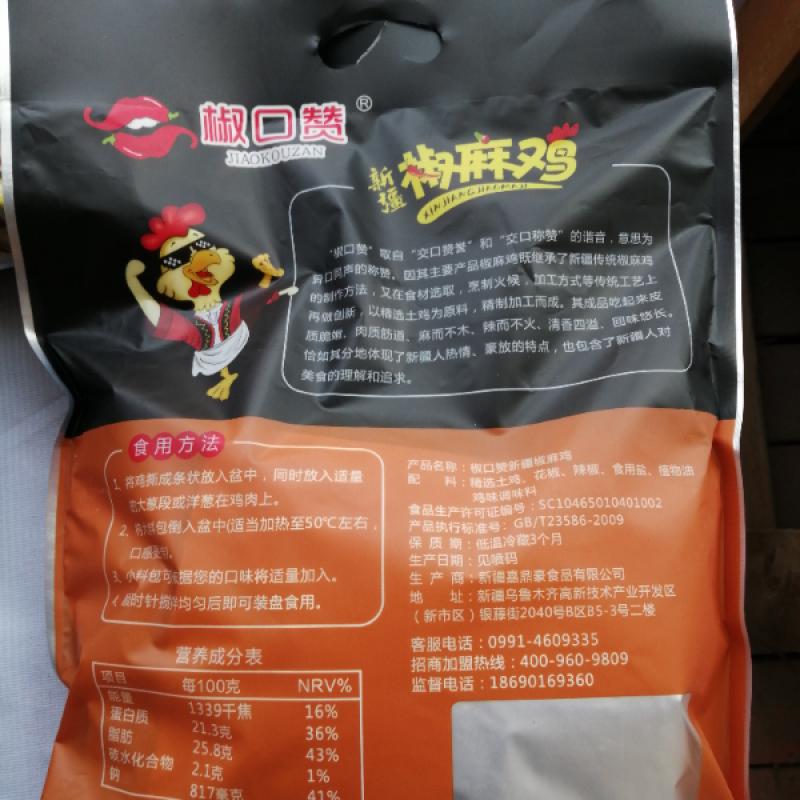 椒口赞®
JIAOKOUZAN
新疆 椒麻鸡
XINJIANGJIAOMAJI
“椒口赞”取自“交口赞誉”和“交口称赞”的谐音，意思为
异口同声的称赞。因其主要产品椒麻鸡既继承了新疆传统椒麻鸡
的制作方法，又在食材选取，烹制火候，加工方式等传统工艺上
再做创新，以精选土鸡为原料，精制加工而成。其成品吃起来皮
质脆嫩、肉质筋道、麻而不木、辣而不火、清香四溢、回味悠长。
恰如其分地体现了新疆人热情、豪放的特点，也包含了新疆人对
美食的理解和追求。
食用方法
1、将鸡撕成条状放入盆中，同时放入适量
的大葱段或洋葱在鸡肉上。
2、将料包倒入盆中(适当加热至50℃左右，
口感
3、小料包可根据您的口味将适量加入。
4、顺时针搅拌均匀后即可装盘食用。
产品名称：椒口赞新疆椒麻鸡
配 料：精选土鸡、花椒、辣椒、食用盐、植物油
鸡味调味料
食品生产许可证编号：SC10465010401002
产品执行标准号：GB/T23586-2009
保 质 期：低温冷藏3个月
生产日期：见喷码
生 产 商：新疆嘉鼎豪食品有限公司
地 址：新疆乌鲁木齐高新技术产业开发区
（新市区）银藤街2040号B区B5-3号二楼
客服电话：0991-4609335
招商加盟热线：400-960-9809
监督电话：18690169360
营养成分表
项目 每100克 NRV%
能量 1339千焦 16%
蛋白质 21.3克 36%
脂肪 25.8克 43%
碳水化合物 2.1克 1%
钠 817毫克 41%